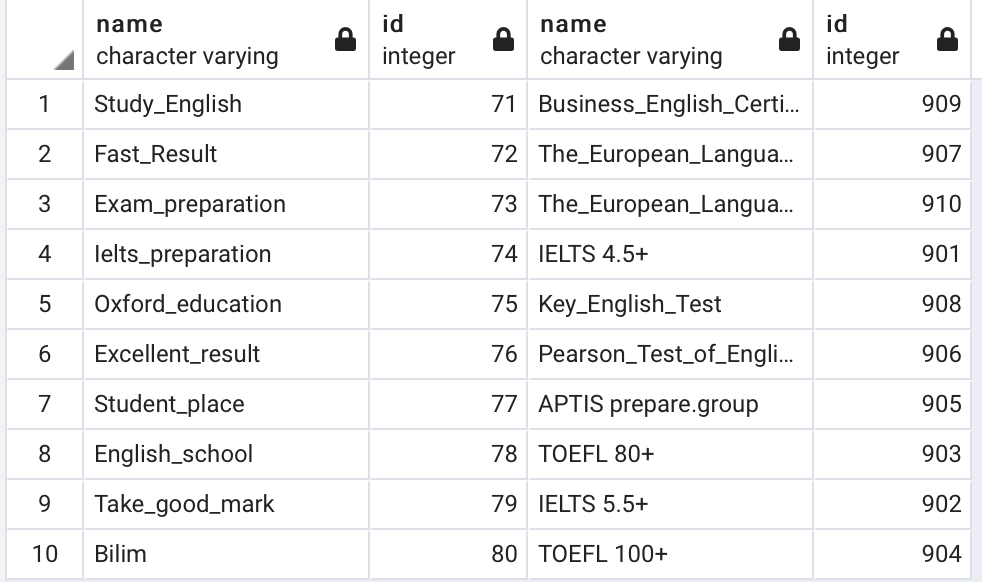 name id name id
character varying integer character varying integer
1 Study_English 71 Business_English_Certi... 909
2 Fast_Result 72 The_European_Langua... 907
3 Exam_preparation 73 The_European_Langua... 910
4 Ielts_preparation 74 IELTS 4.5+ 901
5 Oxford_education 75 Key_English_Test 908
6 Excellent_result 76 Pearson_Test_of_Engli... 906
7 Student_place 77 APTIS prepare.group 905
8 English_school 78 TOEFL 80+ 903
9 Take_good_mark 79 IELTS 5.5+ 902
10 Bilim 80 TOEFL 100+ 904